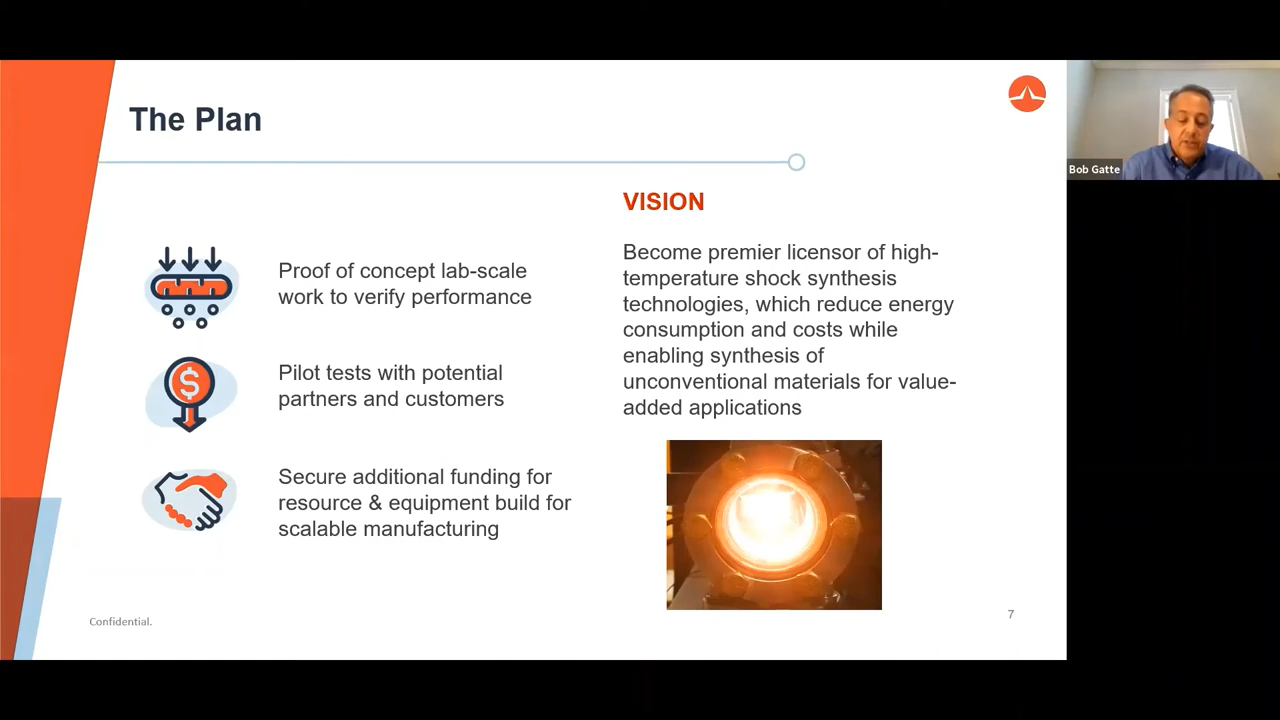 The Plan
Proof of concept lab-scale
work to verify performance
Pilot tests with potential
partners and customers
Secure additional funding for
resource & equipment build for
scalable manufacturing
VISION
Become premier licensor of high-
temperature shock synthesis
technologies, which reduce energy
consumption and costs while
enabling synthesis of
unconventional materials for value-
added applications
Confidential.
7
Bob Gatte
$